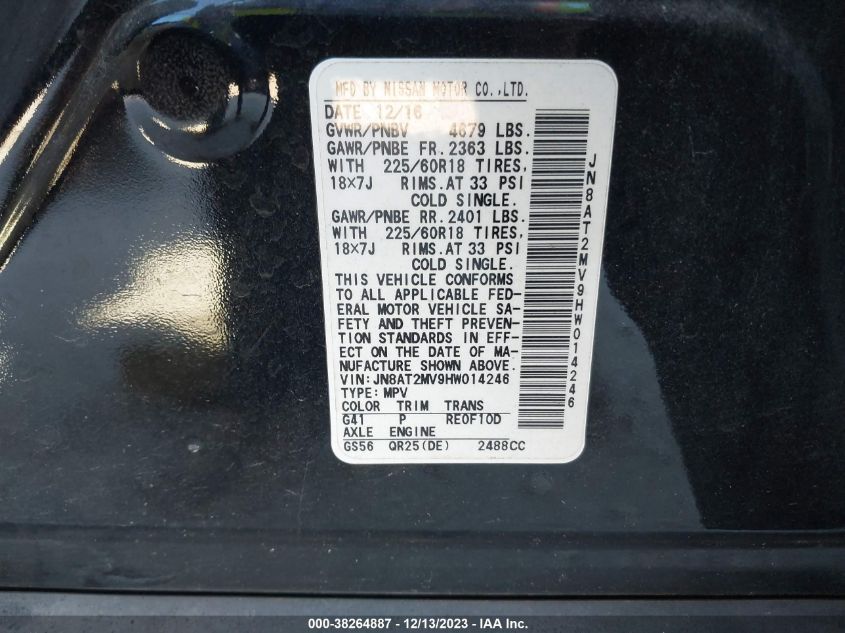 MFD BY NISSAN MOTOR CO.,LTD.
DATE 12/16
GVWR/PNBV 4679 LBS.
GAWR/PNBE FR. 2363 LBS.
WITH 225/60R18 TIRES,
18×7J RIMS. AT 33 PSI
COLD SINGLE.
GAWR/PNBE RR. 2401 LBS.
WITH 225/60R18 TIRES,
18×7J RIMS. AT 33 PSI
COLD SINGLE.
THIS VEHICLE CONFORMS
TO ALL APPLICABLE FED-
ERAL MOTOR VEHICLE SA-
FETY AND THEFT PREVEN-
TION STANDARDS IN EFF-
ECT ON THE DATE OF MA-
NUFACTURE SHOWN ABOVE.
VIN: JN8AT2MV9HW014246
TYPE: MPV
COLOR TRIM TRANS
G41 P RE0F10D
AXLE ENGINE
GS56 QR25(DE) 2488CC
JN8AT2MV9HW014246
000-38264887 - 12/13/2023 - IAA Inc.